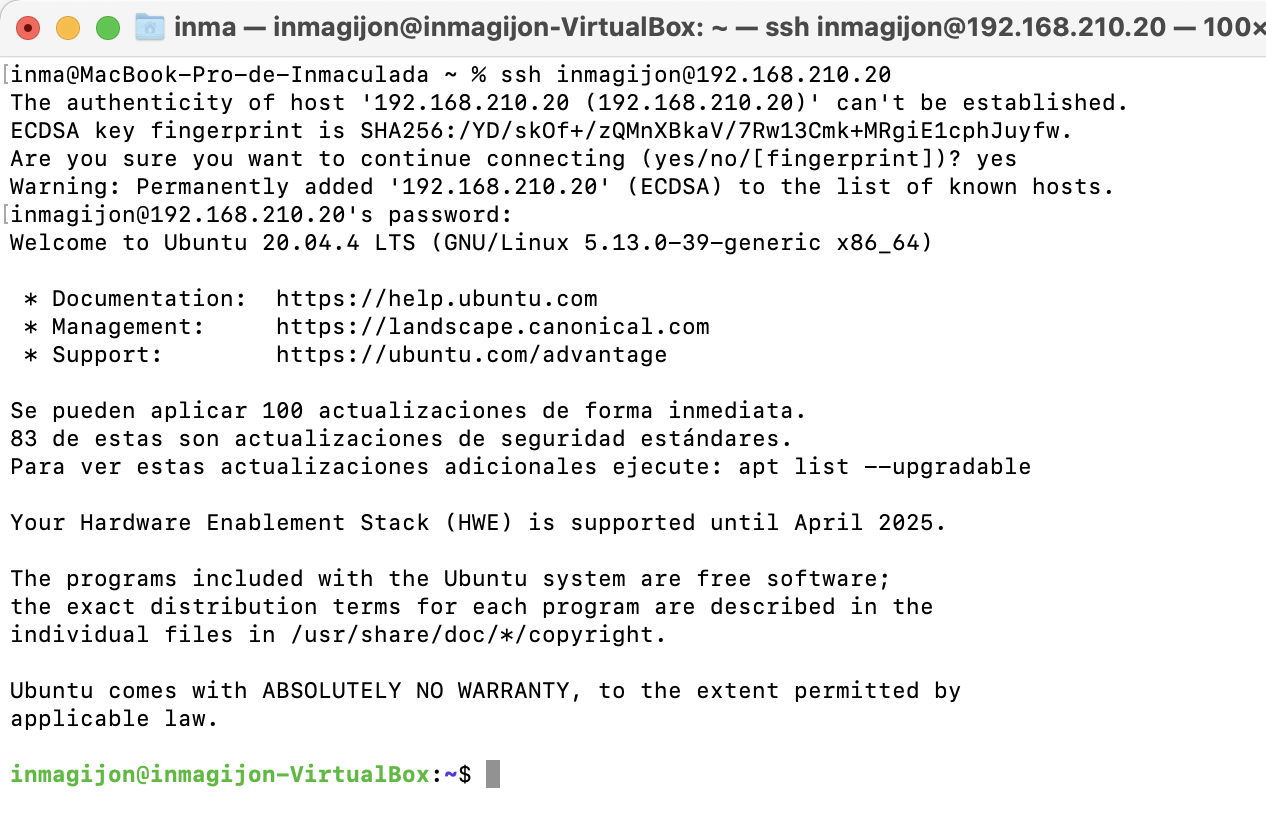 inma — inmagijon@inmagijon-VirtualBox: ~ — ssh inmagijon@192.168.210.20 — 100×
inma@MacBook-Pro-de-Inmaculada ~ % ssh inmagijon@192.168.210.20
The authenticity of host '192.168.210.20 (192.168.210.20)' can't be established.
ECDSA key fingerprint is SHA256:/YD/skOf+/zQMnXBkaV/7Rw13Cmk+MRgiE1cphJuyfw.
Are you sure you want to continue connecting (yes/no/[fingerprint])? yes
Warning: Permanently added '192.168.210.20' (ECDSA) to the list of known hosts.
inmagijon@192.168.210.20's password:
Welcome to Ubuntu 20.04.4 LTS (GNU/Linux 5.13.0-39-generic x86_64)
* Documentation:  https://help.ubuntu.com
* Management:     https://landscape.canonical.com
* Support:        https://ubuntu.com/advantage
Se pueden aplicar 100 actualizaciones de forma inmediata.
83 de estas son actualizaciones de seguridad estándares.
Para ver estas actualizaciones adicionales ejecute: apt list --upgradable
Your Hardware Enablement Stack (HWE) is supported until April 2025.
The programs included with the Ubuntu system are free software;
the exact distribution terms for each program are described in the
individual files in /usr/share/doc/*/copyright.
Ubuntu comes with ABSOLUTELY NO WARRANTY, to the extent permitted by
applicable law.
inmagijon@inmagijon-VirtualBox:~$